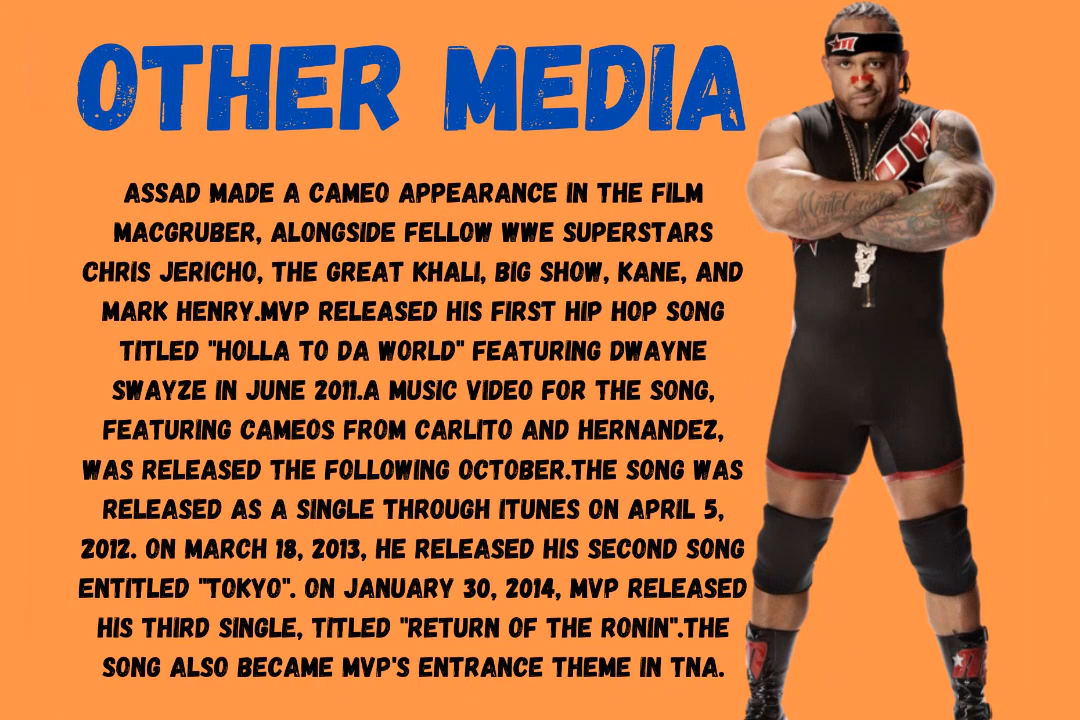 OTHER MEDIA
ASSAD MADE A CAMEO APPEARANCE IN THE FILM
MACGRUBER, ALONGSIDE FELLOW WWE SUPERSTARS
CHRIS JERICHO, THE GREAT KHALI, BIG SHOW, KANE, AND
MARK HENRY.MVP RELEASED HIS FIRST HIP HOP SONG
TITLED "HOLLA TO DA WORLD" FEATURING DWAYNE
SWAYZE IN JUNE 2011.A MUSIC VIDEO FOR THE SONG,
FEATURING CAMEOS FROM CARLITO AND HERNANDEZ,
WAS RELEASED THE FOLLOWING OCTOBER.THE SONG WAS
RELEASED AS A SINGLE THROUGH ITUNES ON APRIL 5,
2012. ON MARCH 18, 2013, HE RELEASED HIS SECOND SONG
ENTITLED "TOKYO". ON JANUARY 30, 2014, MVP RELEASED
HIS THIRD SINGLE, TITLED "RETURN OF THE RONIN".THE
SONG ALSO BECAME MVP'S ENTRANCE THEME IN TNA.